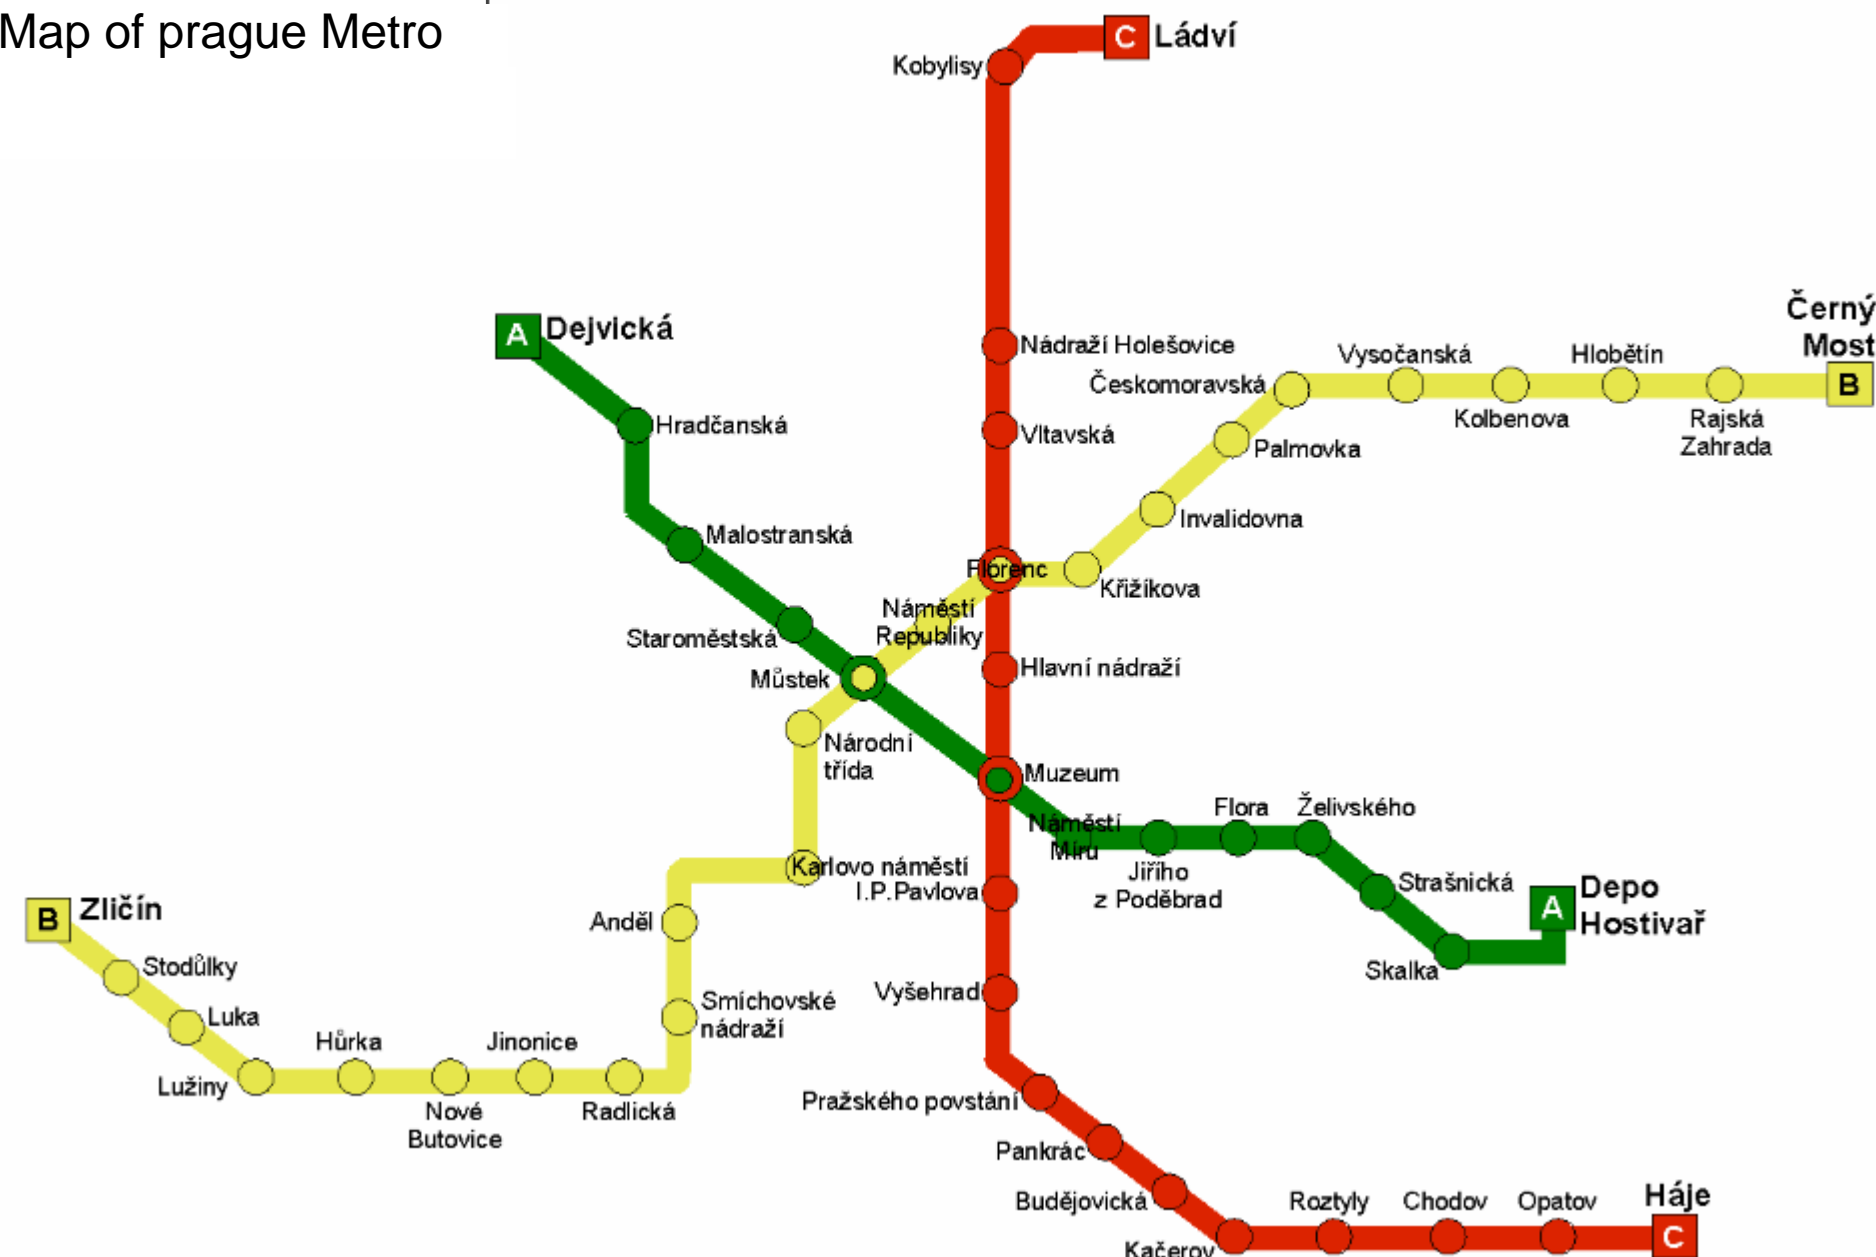 Map of prague Metro
C Ládví
Kobylisy
A Dejvická
Hradčanská
Malostranská
Staroměstská
Můstek
Nádraží Holešovice
Vltavská
Florenc
Náměstí
Republiky
Hlavní nádraží
Muzeum
Českomoravská
Vysočanská
Kolbenova
Hlobětín
Rajská
Zahrada
Černý
Most
B
Palmovka
Invalidovna
Křižíkova
Národní
třída
Karlovo náměstí
I.P.Pavlova
Náměstí
Míru
Jiřího
z Poděbrad
Flora
Želivského
Strašnická
Skalka
A
Depo
Hostivař
B Zličín
Stodůlky
Luka
Lužiny
Hůrka
Nové
Butovice
Jinonice
Radlická
Anděl
Smíchovské
nádraží
Vyšehrad
Pražského povstání
Pankrác
Budějovická
Kačerov
Roztyly
Chodov
Opatov
Háje
C